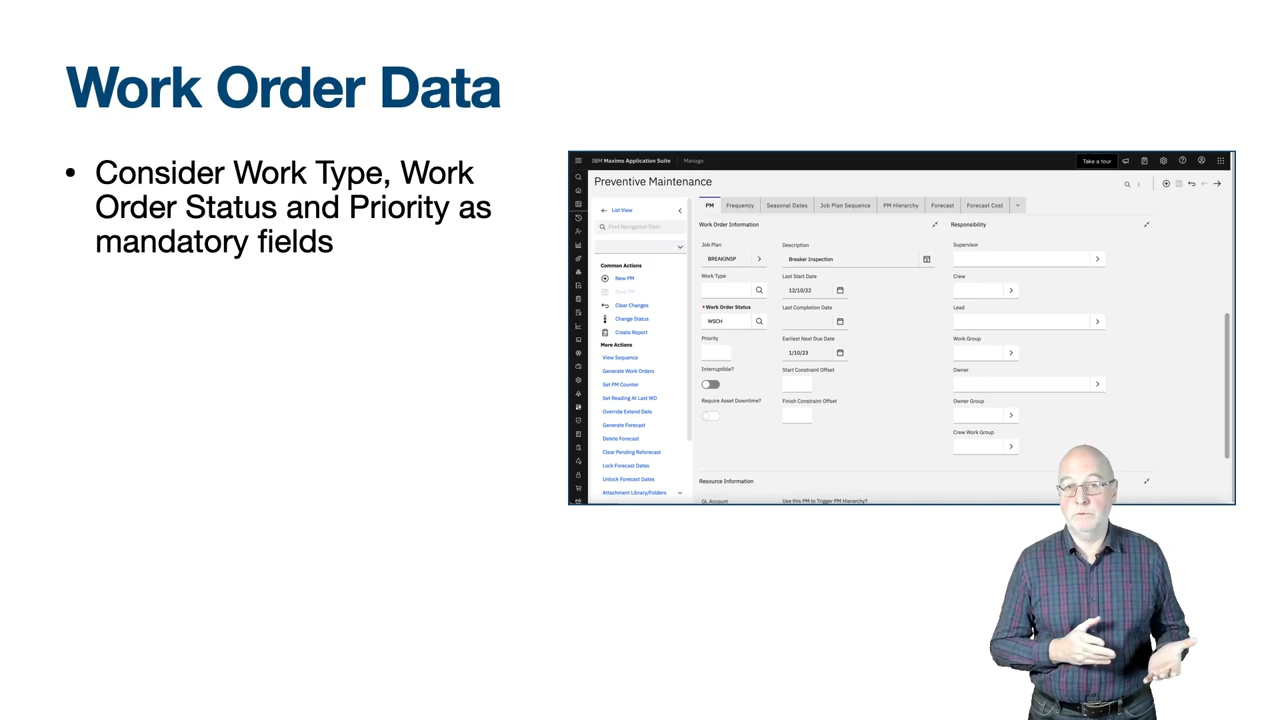 Work Order Data
• Consider Work Type, Work
Order Status and Priority as
mandatory fields
IBM Maximo Application Suite
Manage
Take a tour
Preventive Maintenance
List View
Find Navigation Item
Common Actions
New PM
Save PM
Clear Changes
Change Status
Create Report
More Actions
View Sequence
Generate Work Orders
Set PM Counter
Set Reading At Last WO
Override Extend Date
Generate Forecast
Delete Forecast
Clear Pending Reforecast
Lock Forecast Dates
Unlock Forecast Dates
Attachment Library/Folders
PM
Frequency
Seasonal Dates
Job Plan Sequence
PM Hierarchy
Forecast
Forecast Cost
Work Order Information
Job Plan
BREAKINSP
Work Type
* Work Order Status
WSCH
Priority
Interruptible?
Require Asset Downtime?
Description
Breaker Inspection
Last Start Date
12/10/22
Last Completion Date
Earliest Next Due Date
1/10/23
Start Constraint Offset
Finish Constraint Offset
Responsibility
Supervisor
Crew
Lead
Work Group
Owner
Owner Group
Crew Work Group
Resource Information
GL Account
Use this PM to Trigger PM Hierarchy?